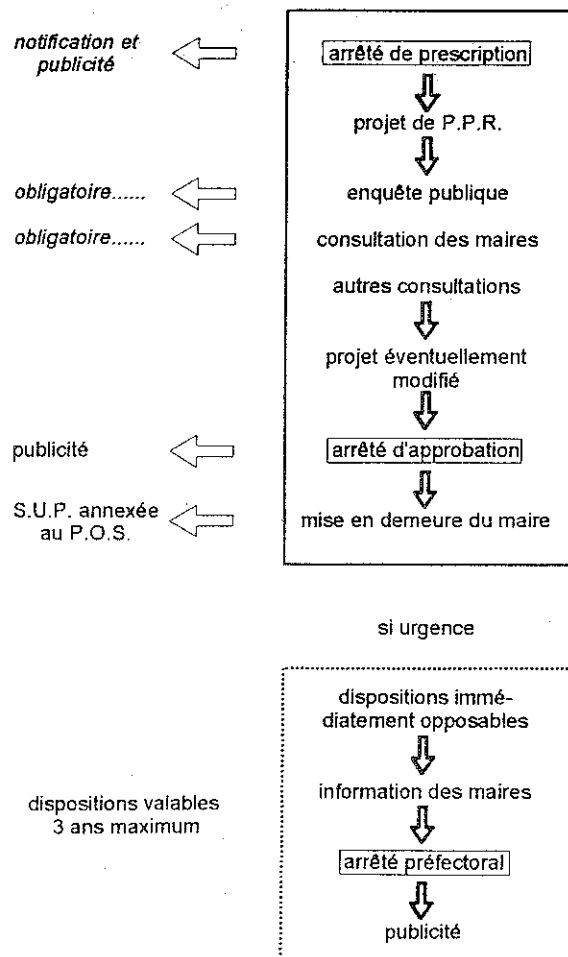 notification et
publicité
arrêté de prescription
projet de P.P.R.
obligatoire......
enquête publique
obligatoire......
consultation des maires
autres consultations
projet éventuellement
modifié
publicité
arrêté d'approbation
S.U.P. annexée
au P.O.S.
mise en demeure du maire
si urgence
dispositions immé-
diatement opposables
information des maires
dispositions valables
3 ans maximum
arrêté préfectoral
publicité